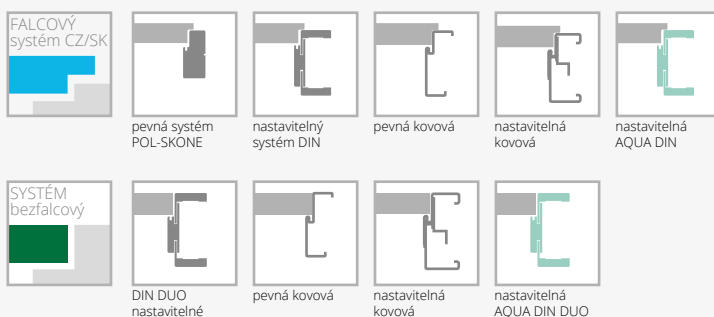 FALCOVÝ
systém CZ/SK
pevná systém
POL-SKONE
nastavitelný
systém DIN
pevná kovová
nastavitelná
kovová
nastavitelná
AQUA DIN
SYSTÉM
bezfalcový
DIN DUO
nastavitelné
pevná kovová
nastavitelná
kovová
nastavitelná
AQUA DIN DUO